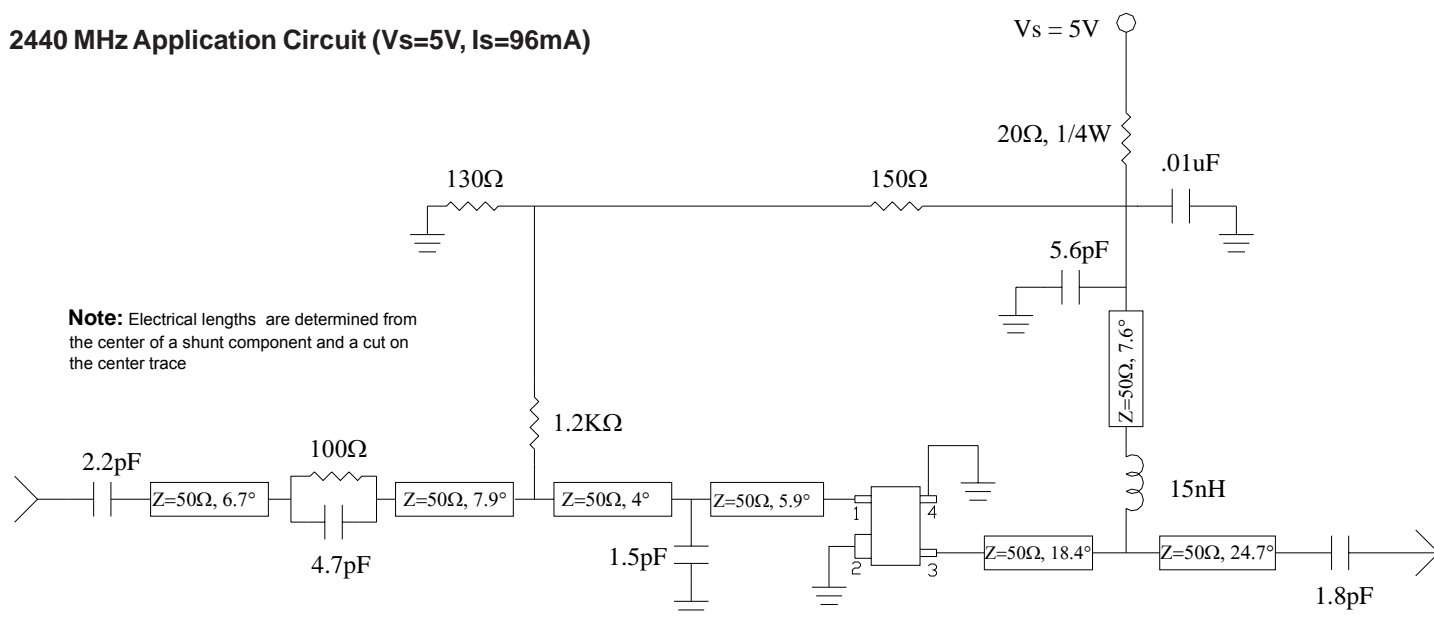 2440 MHz Application Circuit (Vs=5V, Is=96mA)
Vs = 5V
20Ω, 1/4W
.01uF
130Ω
150Ω
5.6pF
Note: Electrical lengths are determined from
the center of a shunt component and a cut on
the center trace
Z=50Ω, 7.6°
1.2KΩ
15nH
2.2pF
Z=50Ω, 6.7°
100Ω
4.7pF
Z=50Ω, 7.9°
Z=50Ω, 4°
1.5pF
Z=50Ω, 5.9°
1
4
2
3
Z=50Ω, 18.4°
Z=50Ω, 24.7°
1.8pF